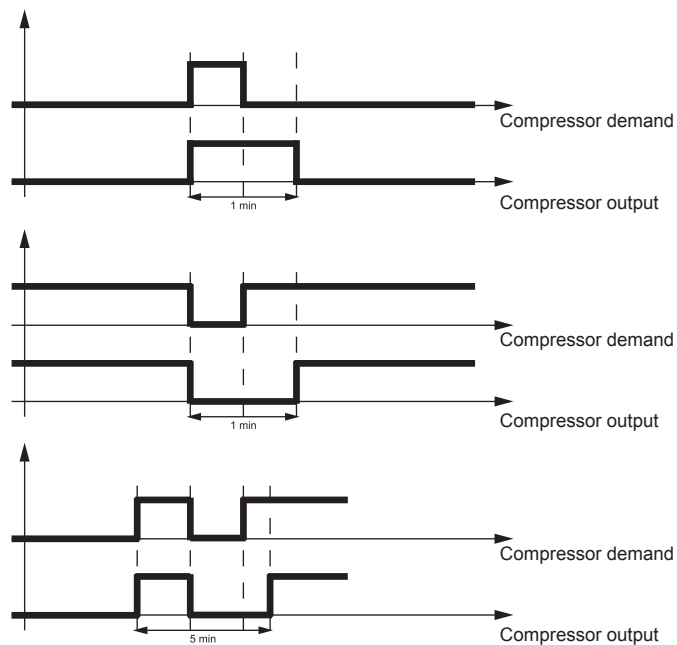 Compressor demand
Compressor output
1 min
Compressor demand
Compressor output
1 min
Compressor demand
Compressor output
5 min